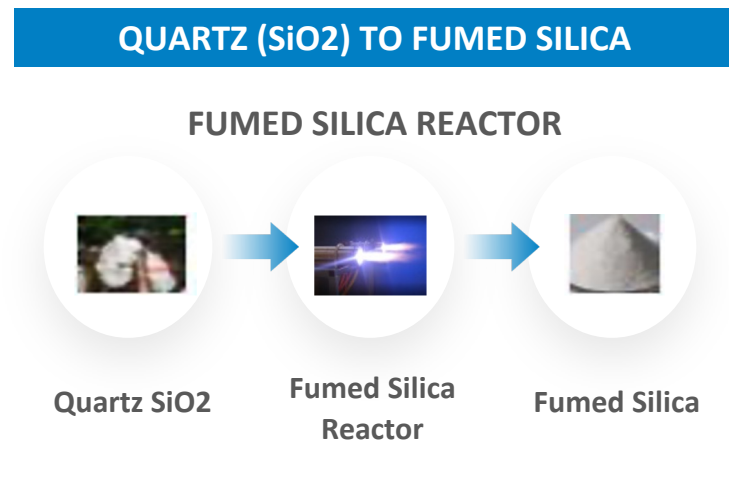 QUARTZ (SiO2) TO FUMED SILICA
FUMED SILICA REACTOR
Quartz SiO2
Fumed Silica
Reactor
Fumed Silica